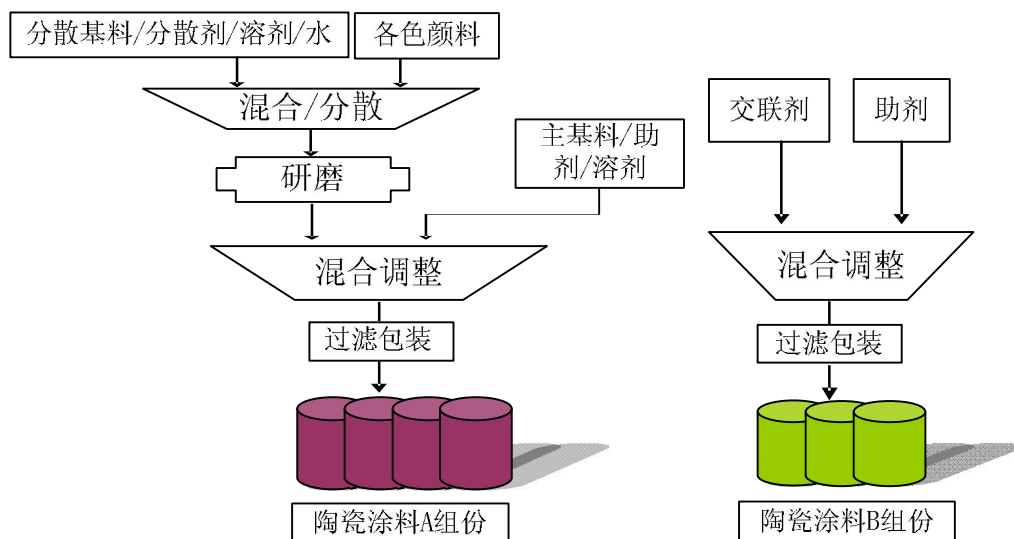 分散基料/分散剂/溶剂/水
各色颜料
混合/分散
研磨
主基料/助
剂/溶剂
混合调整
过滤包装
陶瓷涂料A组份
交联剂
助剂
混合调整
过滤包装
陶瓷涂料B组份